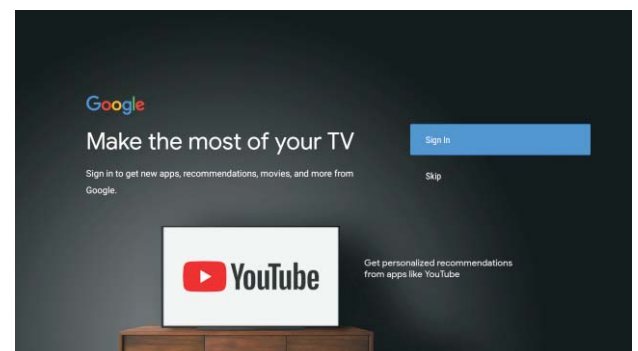 Google
Make the most of your TV
Sign in to get new apps, recommendations, movies, and more from
Google.
Sign In
Skip
YouTube
Get personalized recommendations
from apps like YouTube